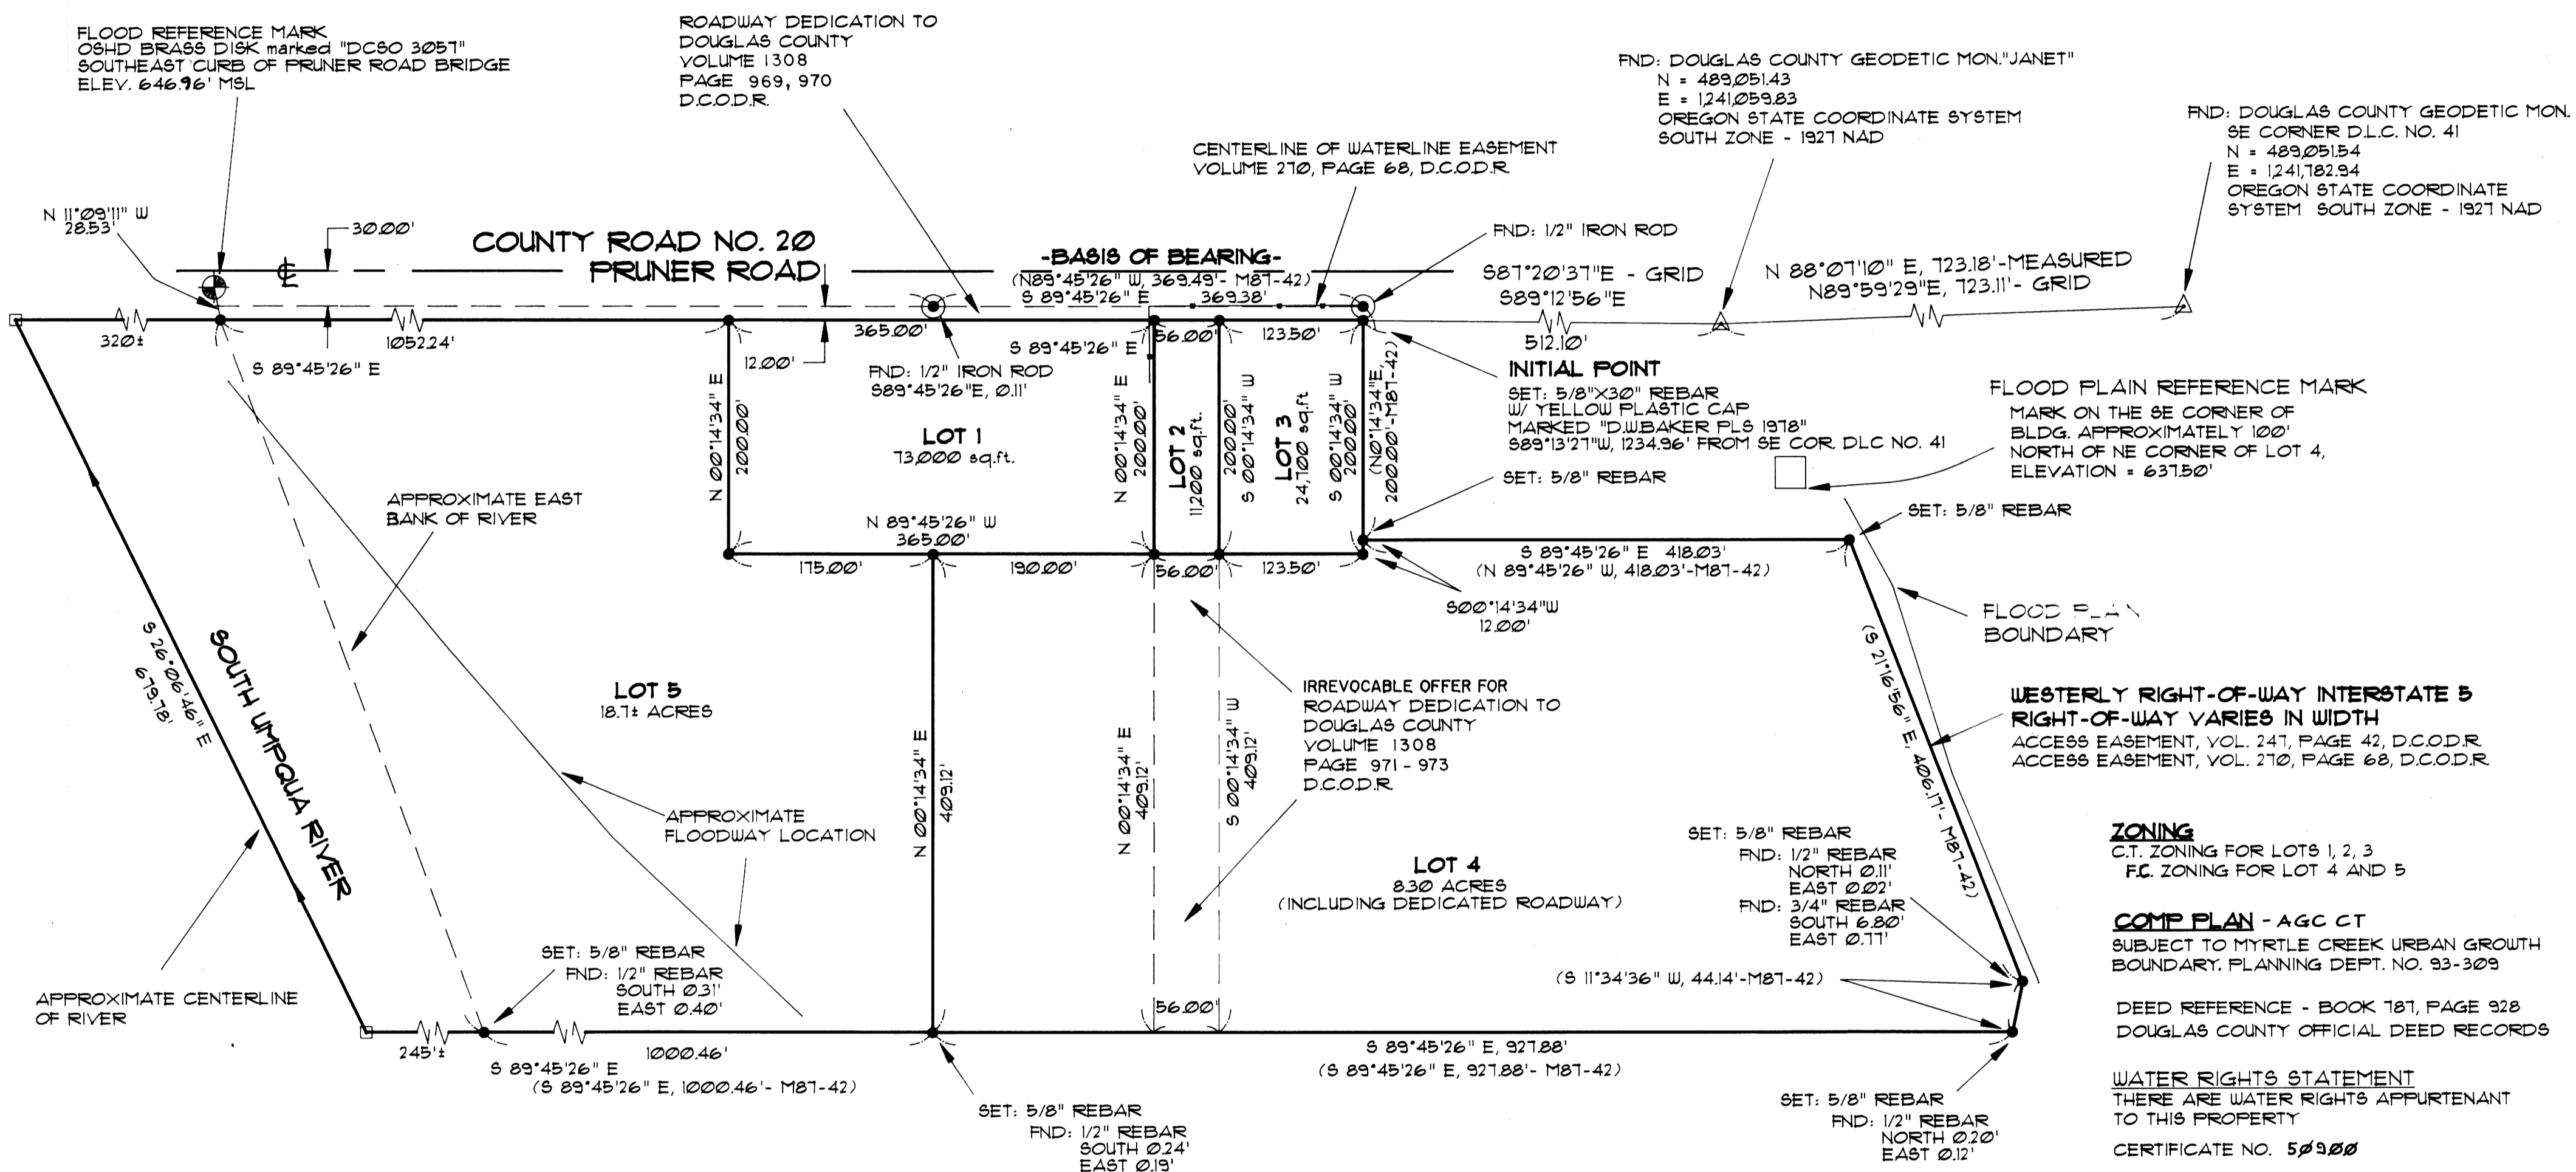 FLOOD REFERENCE MARK
OSHD BRASS DISK marked "DCSO 3057"
SOUTHEAST CURB OF PRUNER ROAD BRIDGE
ELEV. 646.96' MSL
ROADWAY DEDICATION TO
DOUGLAS COUNTY
VOLUME 1308
PAGE 969, 970
D.C.O.D.R.
FND: DOUGLAS COUNTY GEODETIC MON."JANET"
N = 489,051.43
E = 1,241,059.83
OREGON STATE COORDINATE SYSTEM
SOUTH ZONE - 1927 NAD
FND: DOUGLAS COUNTY GEODETIC MON.
SE CORNER D.L.C. NO. 41
N = 489,051.54
E = 1,241,782.94
OREGON STATE COORDINATE
SYSTEM SOUTH ZONE - 1927 NAD
CENTERLINE OF WATERLINE EASEMENT
VOLUME 270, PAGE 68, D.C.O.D.R.
N 11°09'11" W
28.53'
30.00'
COUNTY ROAD NO. 20
PRUNER ROAD
-BASIS OF BEARING-
(N89°45'26" W, 369.49'- M87-42)
S 89°45'26" E
369.38'
FND: 1/2" IRON ROD
S87°20'37"E - GRID
S89°12'56"E
512.10'
N 88°07'10" E, 723.18'-MEASURED
N89°59'29"E, 723.11'- GRID
320±
1052.24'
S 89°45'26" E
365.00'
12.00'
FND: 1/2" IRON ROD
S89°45'26"E, 0.11'
S 89°45'26" E
56.00'
123.50'
INITIAL POINT
SET: 5/8"X30" REBAR
W/ YELLOW PLASTIC CAP
MARKED "D.W.BAKER PLS 1978"
S89°13'27"W, 1234.96' FROM SE COR. DLC NO. 41
FLOOD PLAIN REFERENCE MARK
MARK ON THE SE CORNER OF
BLDG. APPROXIMATELY 100'
NORTH OF NE CORNER OF LOT 4,
ELEVATION = 637.50'
N 00°14'34" E
200.00'
LOT 1
73,000 sq.ft.
N 00°14'34" E
200.00'
LOT 2
11,200 sq.ft.
200.00'
S 00°14'34" W
LOT 3
24,700 sq.ft
S 00°14'34" W
200.00'
(N0°14'34"E,
200.00'-M87-42)
SET: 5/8" REBAR
SET: 5/8" REBAR
APPROXIMATE EAST
BANK OF RIVER
N 89°45'26" W
365.00'
175.00'
190.00'
56.00'
123.50'
S 89°45'26" E 418.03'
(N 89°45'26" W, 418.03'-M87-42)
S00°14'34"W
12.00'
FLOOD PLAN
BOUNDARY
S 26°06'46" E
679.78'
SOUTH UMPQUA RIVER
LOT 5
18.7± ACRES
N 00°14'34" E
409.12'
N 00°14'34" E
409.12'
S 00°14'34" W
409.12'
IRREVOCABLE OFFER FOR
ROADWAY DEDICATION TO
DOUGLAS COUNTY
VOLUME 1308
PAGE 971 - 973
D.C.O.D.R.
(S 21°16'56" E, 406.17'- M87-42)
WESTERLY RIGHT-OF-WAY INTERSTATE 5
RIGHT-OF-WAY VARIES IN WIDTH
ACCESS EASEMENT, VOL. 247, PAGE 42, D.C.O.D.R.
ACCESS EASEMENT, VOL. 270, PAGE 68, D.C.O.D.R.
APPROXIMATE
FLOODWAY LOCATION
LOT 4
8.30 ACRES
(INCLUDING DEDICATED ROADWAY)
SET: 5/8" REBAR
FND: 1/2" REBAR
NORTH 0.11'
EAST 0.02'
FND: 3/4" REBAR
SOUTH 6.80'
EAST 0.77'
ZONING
C.T. ZONING FOR LOTS 1, 2, 3
F.C. ZONING FOR LOT 4 AND 5
COMP PLAN - AGC CT
SUBJECT TO MYRTLE CREEK URBAN GROWTH
BOUNDARY. PLANNING DEPT. NO. 93-309
SET: 5/8" REBAR
FND: 1/2" REBAR
SOUTH 0.31'
EAST 0.40'
(S 11°34'36" W, 44.14'-M87-42)
APPROXIMATE CENTERLINE
OF RIVER
DEED REFERENCE - BOOK 787, PAGE 928
DOUGLAS COUNTY OFFICIAL DEED RECORDS
245'±
S 89°45'26" E
1000.46'
(S 89°45'26" E, 1000.46'- M87-42)
56.00'
S 89°45'26" E, 927.88'
(S 89°45'26" E, 927.88'- M87-42)
WATER RIGHTS STATEMENT
THERE ARE WATER RIGHTS APPURTENANT
TO THIS PROPERTY
CERTIFICATE NO. 50900
SET: 5/8" REBAR
FND: 1/2" REBAR
SOUTH 0.24'
EAST 0.19'
SET: 5/8" REBAR
FND: 1/2" REBAR
NORTH 0.20'
EAST 0.12'